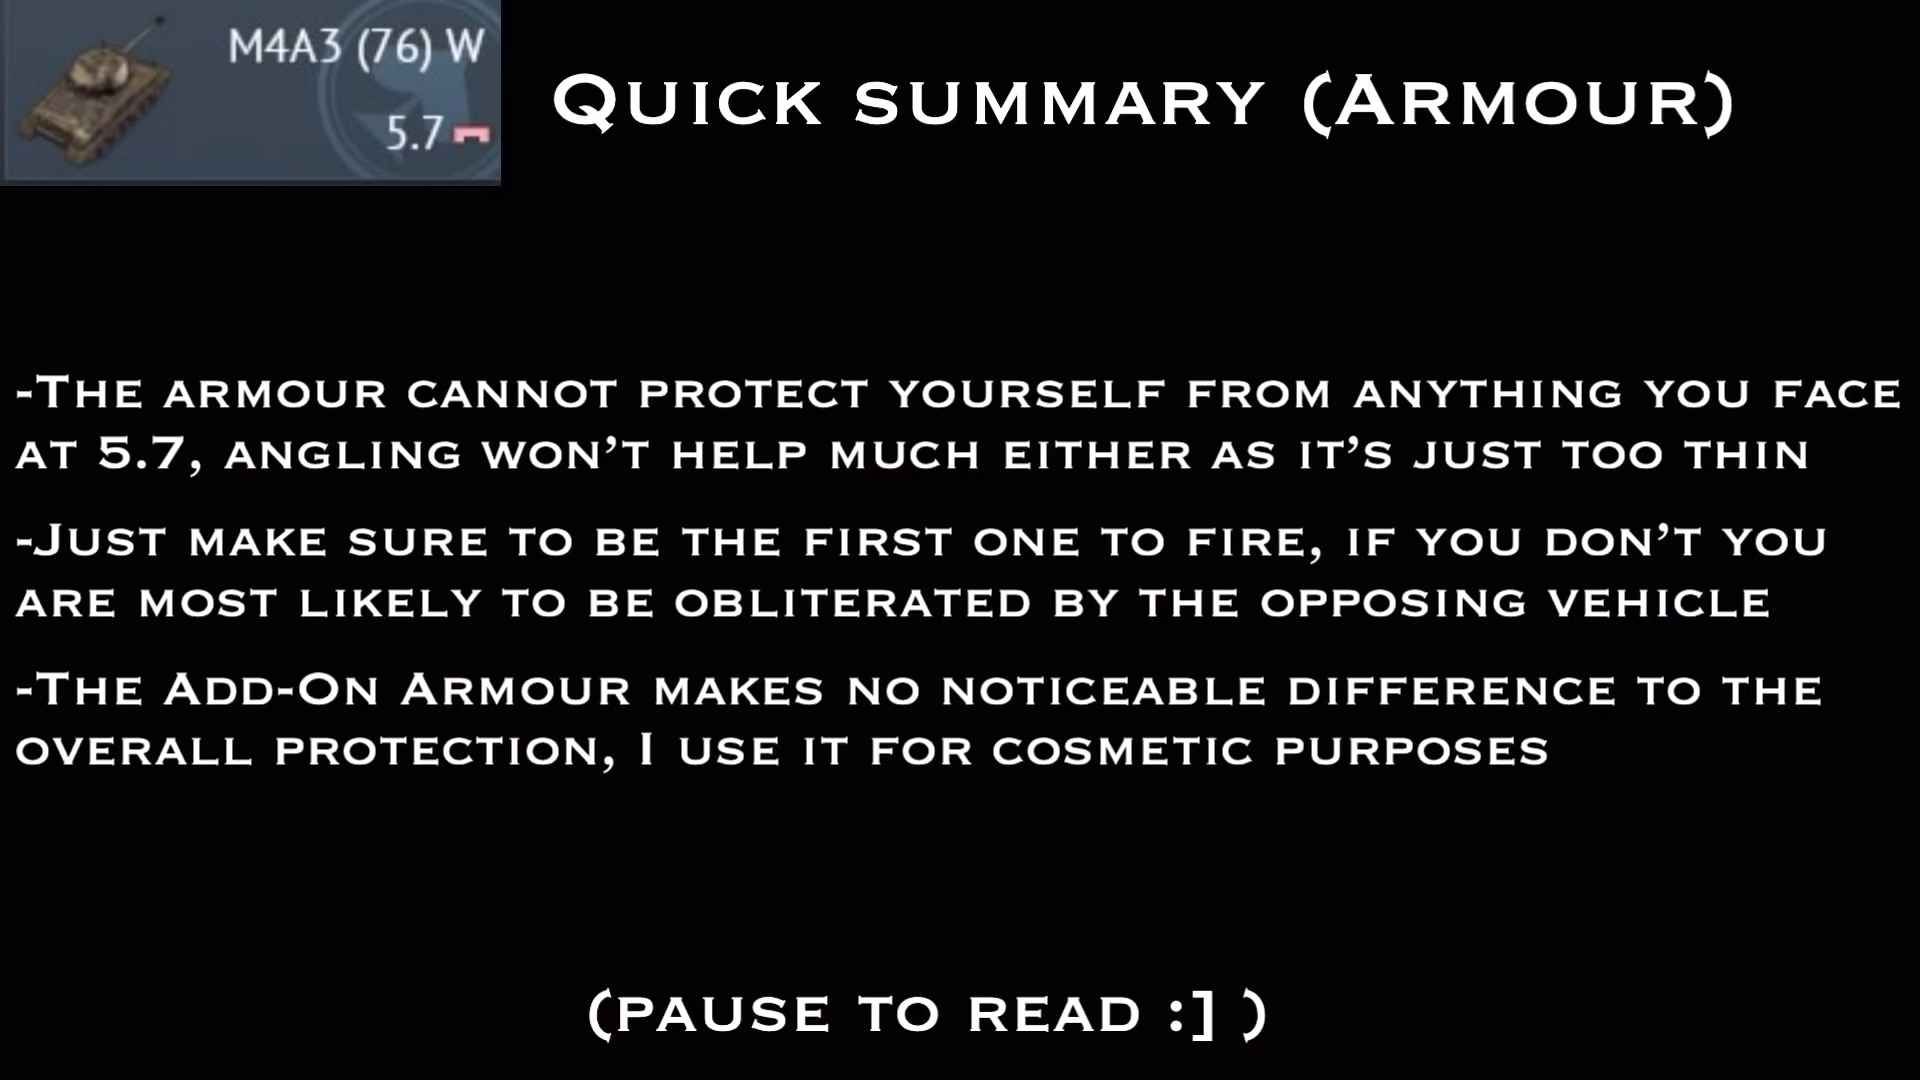 M4A3 (76) W
5.7
Quick summary (Armour)
-The armour cannot protect yourself from anything you face
at 5.7, angling won't help much either as it's just too thin
-Just make sure to be the first one to fire, if you don't you
are most likely to be obliterated by the opposing vehicle
-The Add-On Armour makes no noticeable difference to the
overall protection, I use it for cosmetic purposes
(pause to read :] )